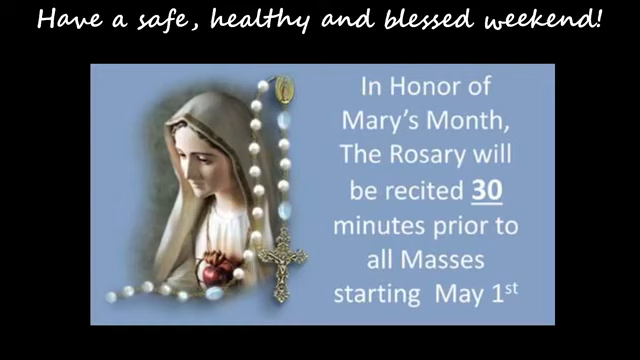 Have a safe, healthy and blessed weekend!
In Honor of
Mary's Month,
The Rosary will
be recited 30
minutes prior to
all Masses
starting  May 1st